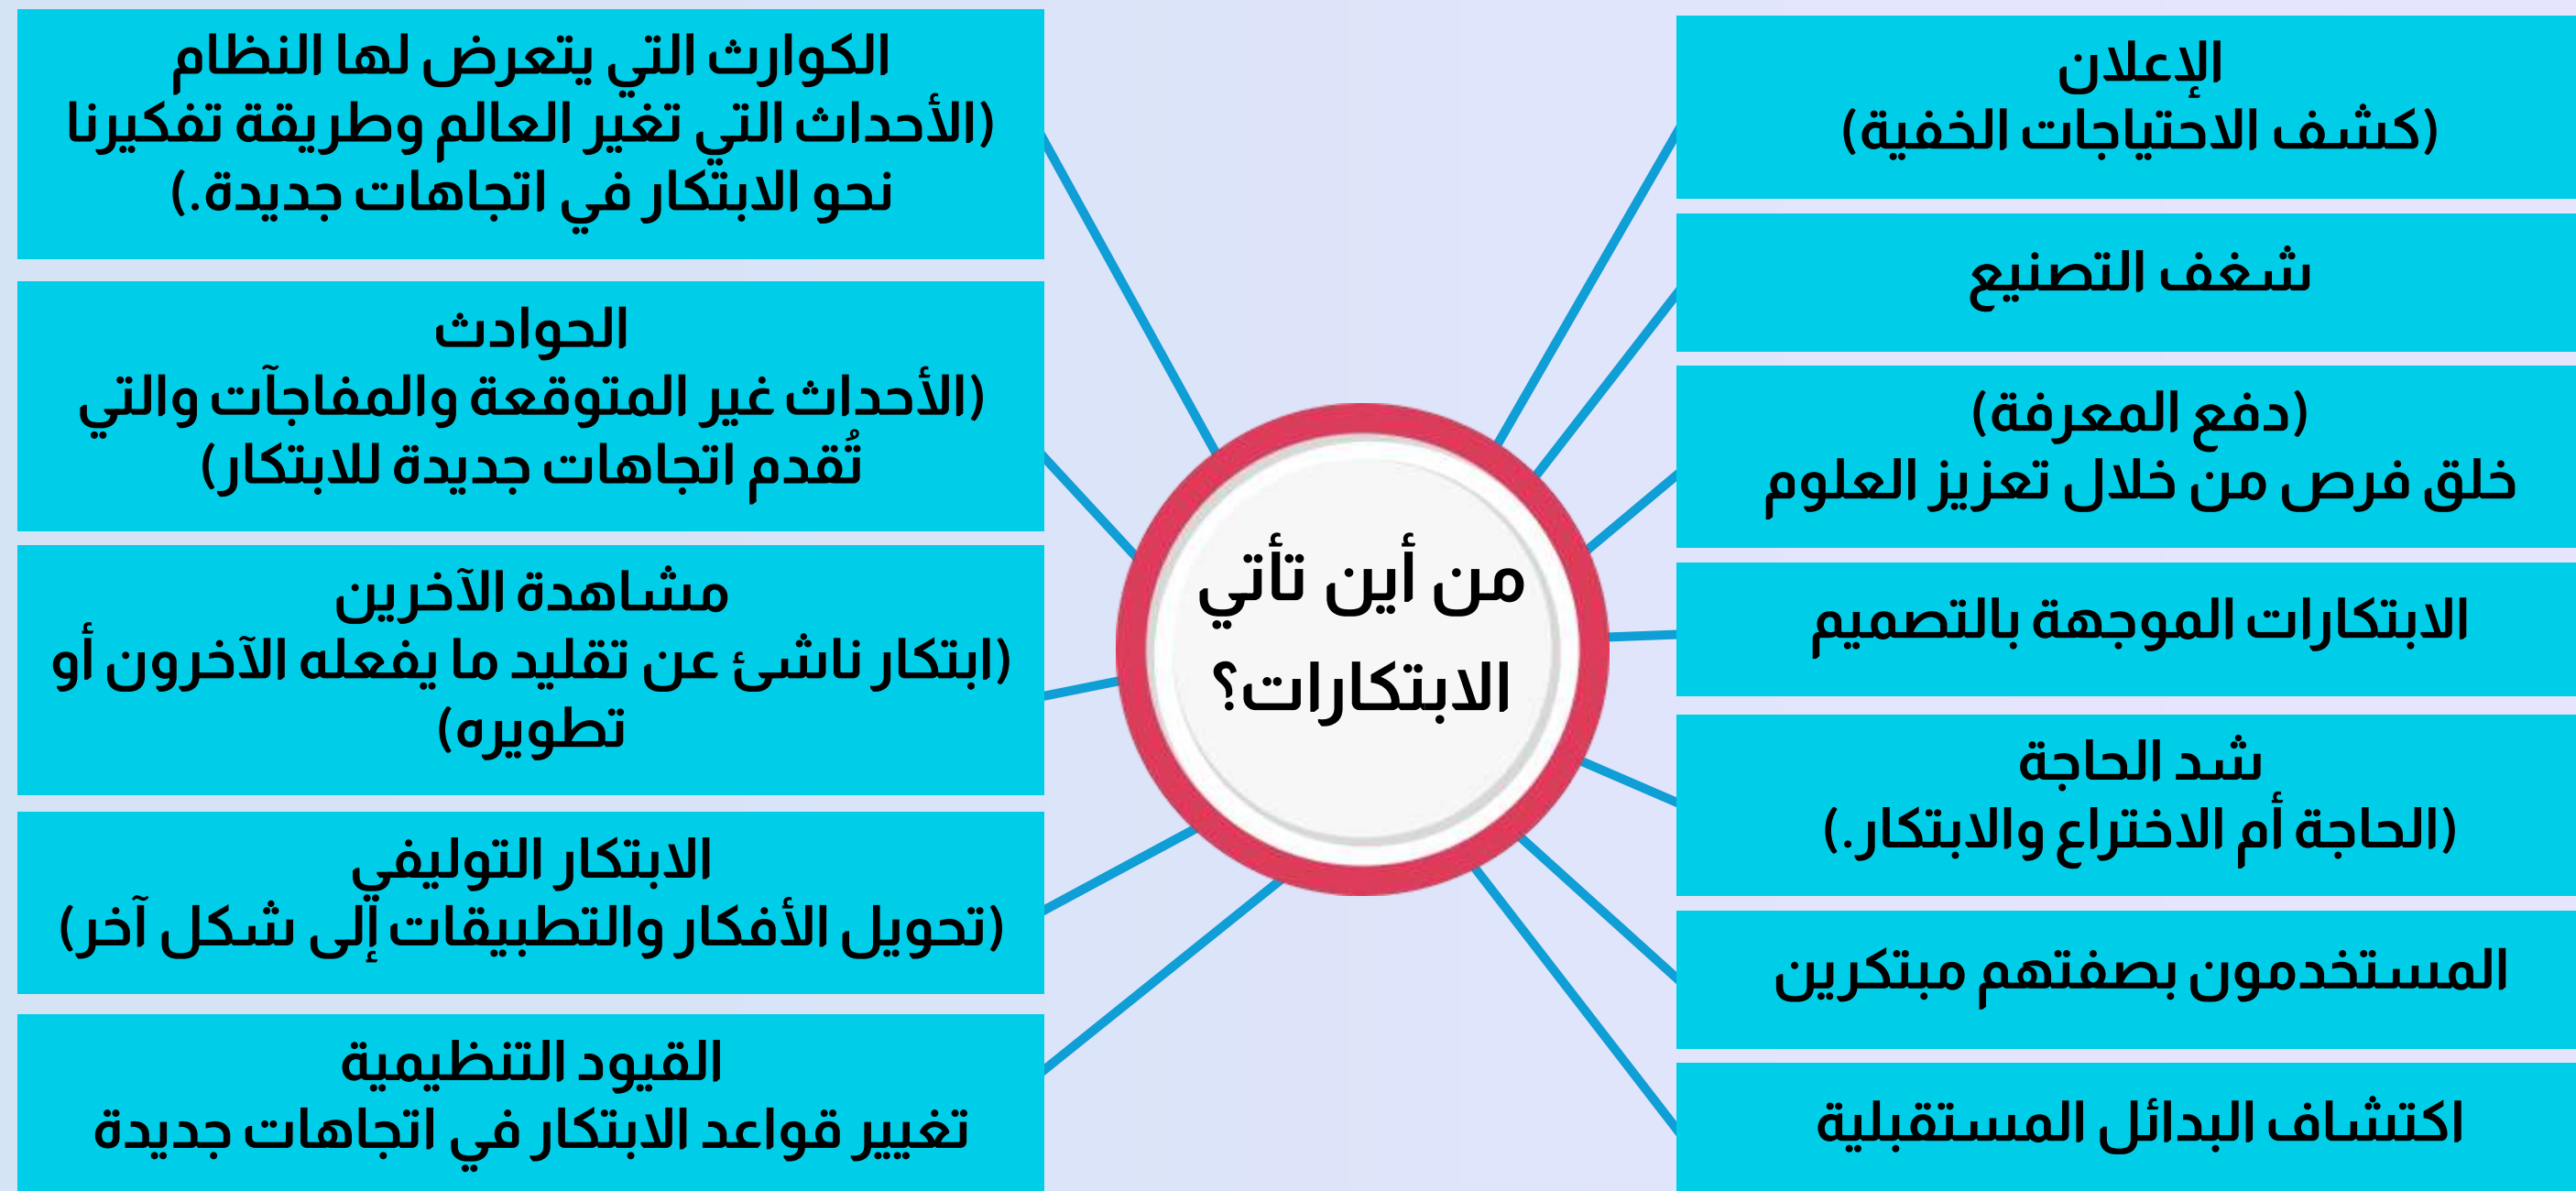 من أين تأتي
الابتكارات؟
الإعلان
(كشف الاحتياجات الخفية)
شغف التصنيع
(دفع المعرفة)
خلق فرص من خلال تعزيز العلوم
الابتكارات الموجهة بالتصميم
شد الحاجة
(الحاجة أم الاختراع والابتكار.)
المستخدمون بصفتهم مبتكرين
اكتشاف البدائل المستقبلية
الكوارث التي يتعرض لها النظام
(الأحداث التي تغير العالم وطريقة تفكيرنا
نحو الابتكار في اتجاهات جديدة.)
الحوادث
(الأحداث غير المتوقعة والمفاجآت والتي
تُقدم اتجاهات جديدة للابتكار)
مشاهدة الآخرين
(ابتكار ناشئ عن تقليد ما يفعله الآخرون أو
تطويره)
الابتكار التوليفي
(تحويل الأفكار والتطبيقات إلى شكل آخر)
القيود التنظيمية
تغيير قواعد الابتكار في اتجاهات جديدة